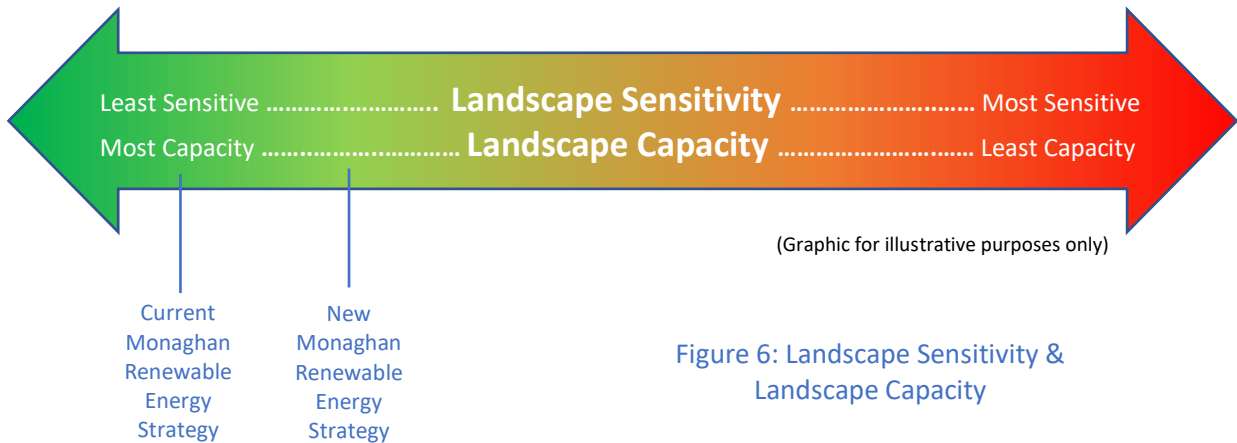 Least Sensitive ………….………….. Landscape Sensitivity …………………..…… Most Sensitive
Most Capacity ……..………..………… Landscape Capacity …………………….…… Least Capacity
(Graphic for illustrative purposes only)
Current
Monaghan
Renewable
Energy
Strategy
New
Monaghan
Renewable
Energy
Strategy
Figure 6: Landscape Sensitivity &
Landscape Capacity